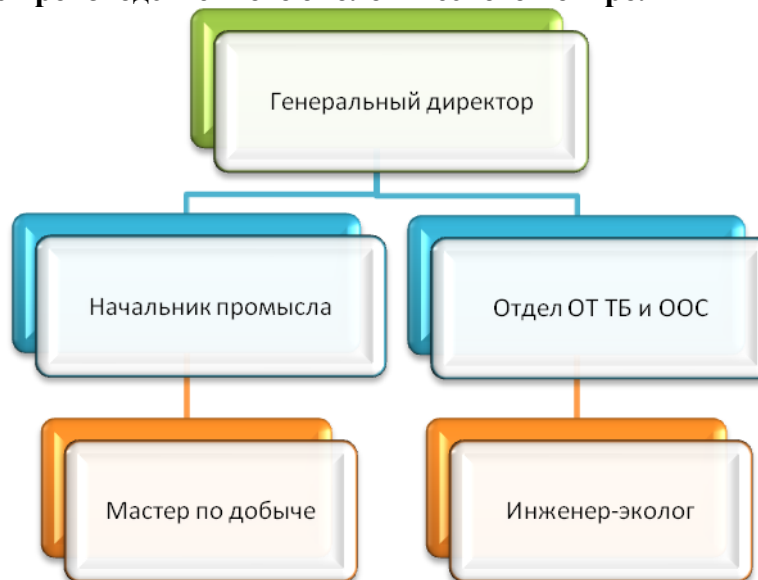 Генеральный директор
Начальник промысла
Отдел ОТ ТБ и ООС
Мастер по добыче
Инженер-эколог